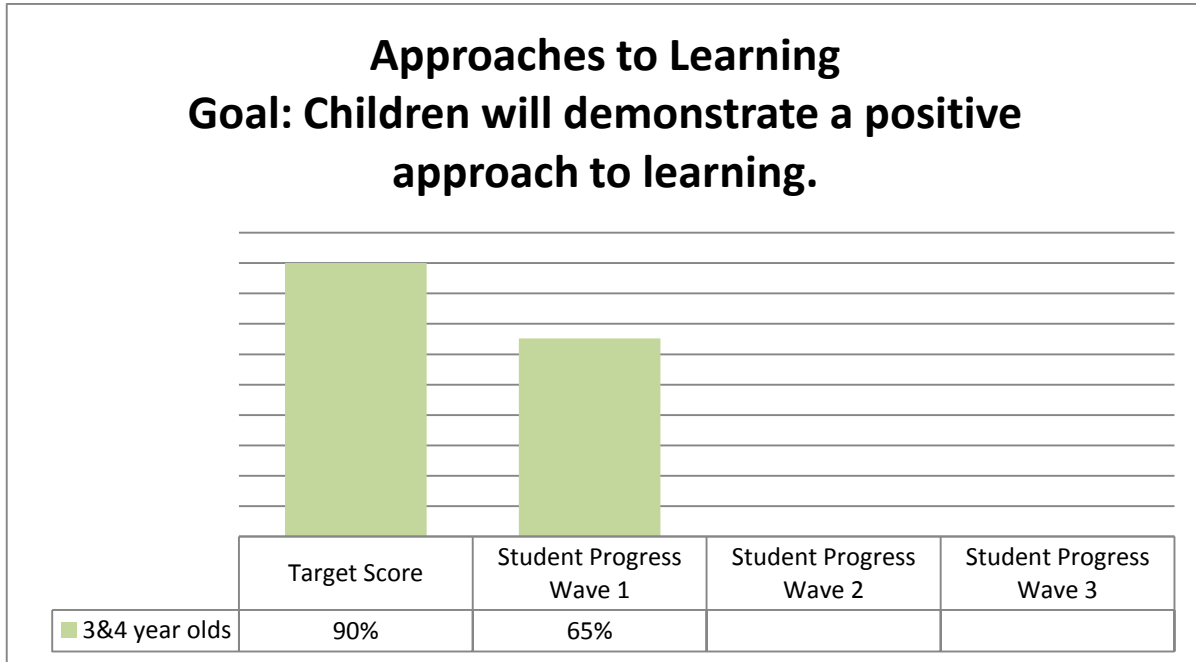 Approaches to Learning
Goal: Children will demonstrate a positive
approach to learning.
Target Score
Student Progress
Wave 1
Student Progress
Wave 2
Student Progress
Wave 3
3&4 year olds
90%
65%